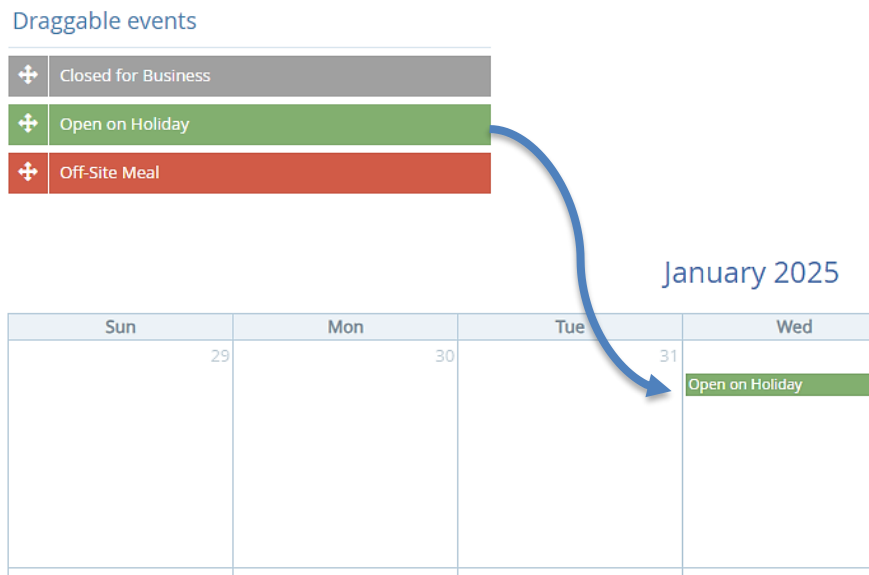 Draggable events
Closed for Business
Open on Holiday
Off-Site Meal
January 2025
Sun Mon Tue Wed
29 30 31
Open on Holiday